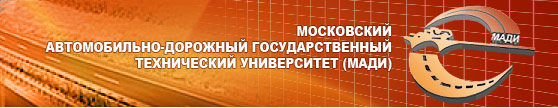 МОСКОВСКИЙ
АВТОМОБИЛЬНО-ДОРОЖНЫЙ ГОСУДАРСТВЕННЫЙ
ТЕХНИЧЕСКИЙ УНИВЕРСИТЕТ (МАДИ)
МАДИ